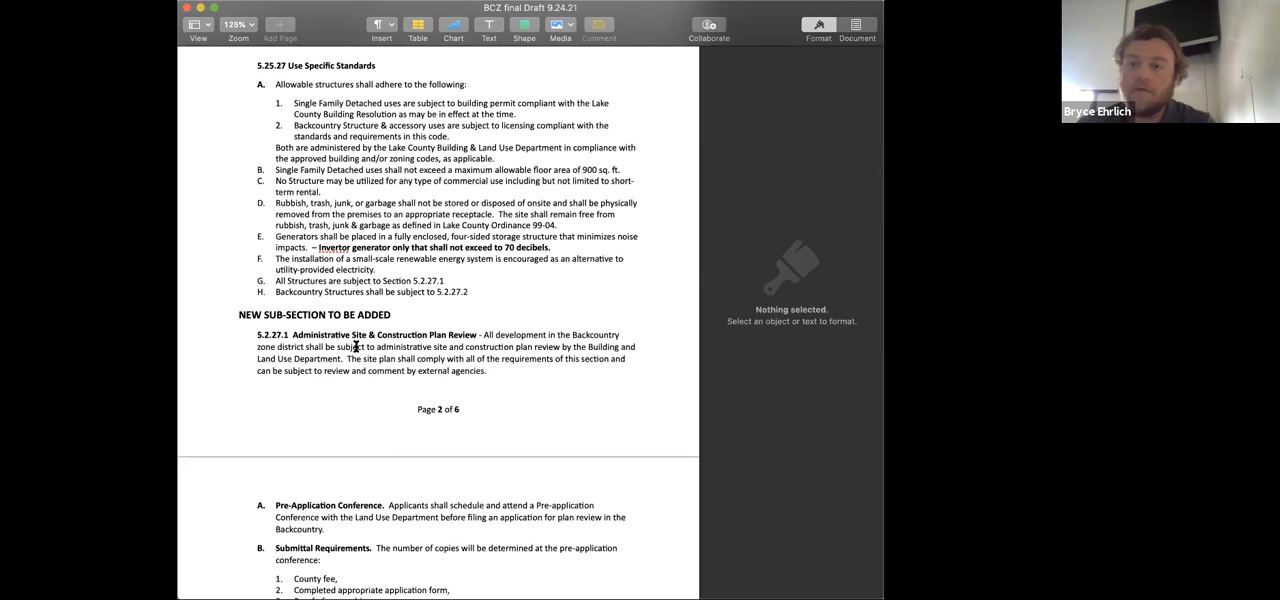 BCZ final Draft 9.24.21
125%
View
Zoom
Add Page
Insert
Table
Chart
Text
Shape
Media
Comment
Collaborate
Format
Document
5.25.27 Use Specific Standards
A. Allowable structures shall adhere to the following:
1. Single Family Detached uses are subject to building permit compliant with the Lake
County Building Resolution as may be in effect at the time.
2. Backcountry Structure & accessory uses are subject to licensing compliant with the
standards and requirements in this code.
Both are administered by the Lake County Building & Land Use Department in compliance with
the approved building and/or zoning codes, as applicable.
B. Single Family Detached uses shall not exceed a maximum allowable floor area of 900 sq. ft.
C. No Structure may be utilized for any type of commercial use including but not limited to short-
term rental.
D. Rubbish, trash, junk, or garbage shall not be stored or disposed of onsite and shall be physically
removed from the premises to an appropriate receptacle. The site shall remain free from
rubbish, trash, junk & garbage as defined in Lake County Ordinance 99-04.
E. Generators shall be placed in a fully enclosed, four-sided storage structure that minimizes noise
impacts. – Invertor generator only that shall not exceed to 70 decibels.
F. The installation of a small-scale renewable energy system is encouraged as an alternative to
utility-provided electricity.
G. All Structures are subject to Section 5.2.27.1
H. Backcountry Structures shall be subject to 5.2.27.2
NEW SUB-SECTION TO BE ADDED
5.2.27.1 Administrative Site & Construction Plan Review - All development in the Backcountry
zone district shall be subject to administrative site and construction plan review by the Building and
Land Use Department. The site plan shall comply with all of the requirements of this section and
can be subject to review and comment by external agencies.
Page 2 of 6
A. Pre-Application Conference. Applicants shall schedule and attend a Pre-application
Conference with the Land Use Department before filing an application for plan review in the
Backcountry.
B. Submittal Requirements. The number of copies will be determined at the pre-application
conference:
1. County fee,
2. Completed appropriate application form,
Nothing selected.
Select an object or text to format.
Bryce Ehrlich